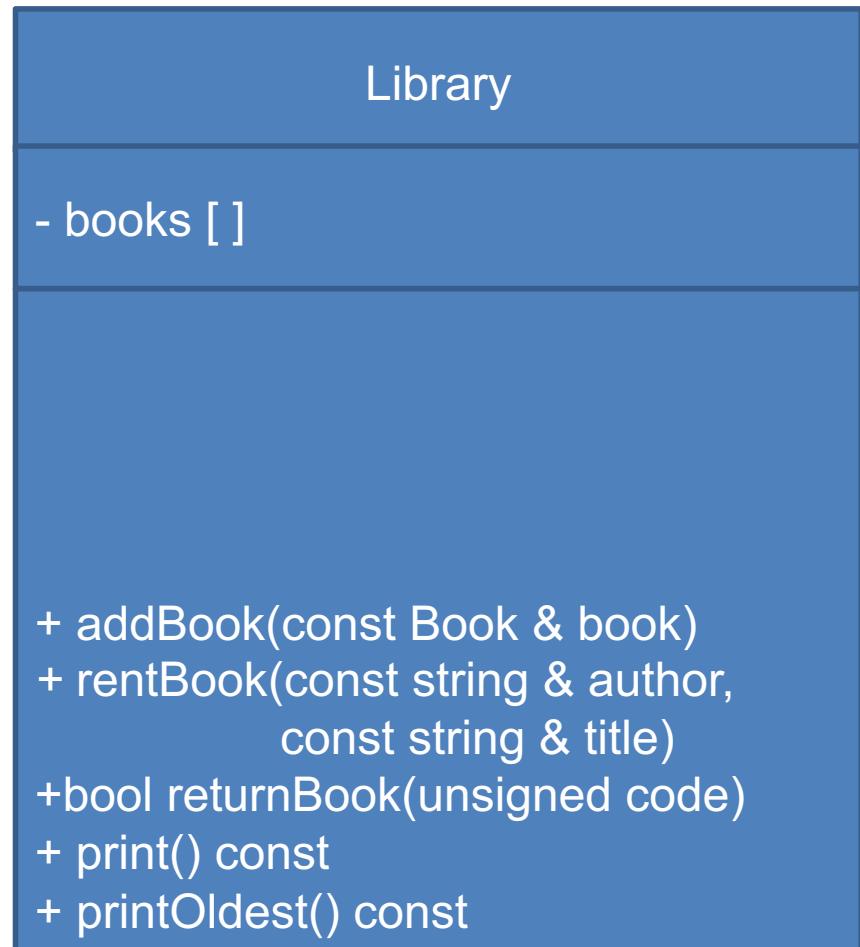 Library
- books [ ]
+ addBook(const Book & book)
+ rentBook(const string & author,
const string & title)
+bool returnBook(unsigned code)
+ print() const
+ printOldest() const